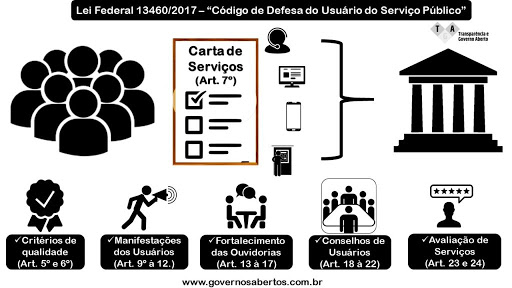 Lei Federal 13460/2017 – “Código de Defesa do Usuário do Serviço Público”
T A
Transparência e
Governo Aberto
Carta de
Serviços
(Art. 7º)
✓Critérios de
qualidade
(Art. 5º e 6º)
✓Manifestações
dos Usuários
(Art. 9º à 12.)
✓Fortalecimento
das Ouvidorias
(Art. 13 à 17)
✓Conselhos de
Usuários
(Art. 18 à 22)
✓Avaliação de
Serviços
(Art. 23 e 24)
www.governosabertos.com.br